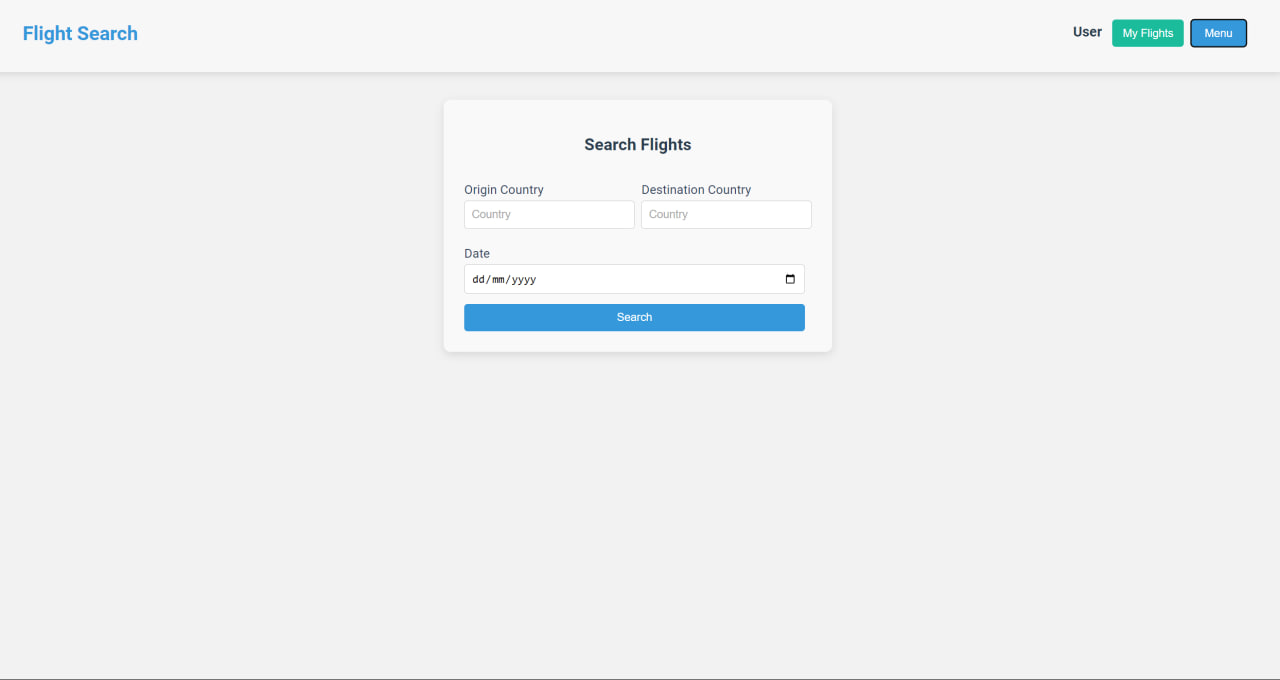 Flight Search
User My Flights Menu
Search Flights
Origin Country Destination Country
Country Country
Date
dd/mm/yyyy
Search